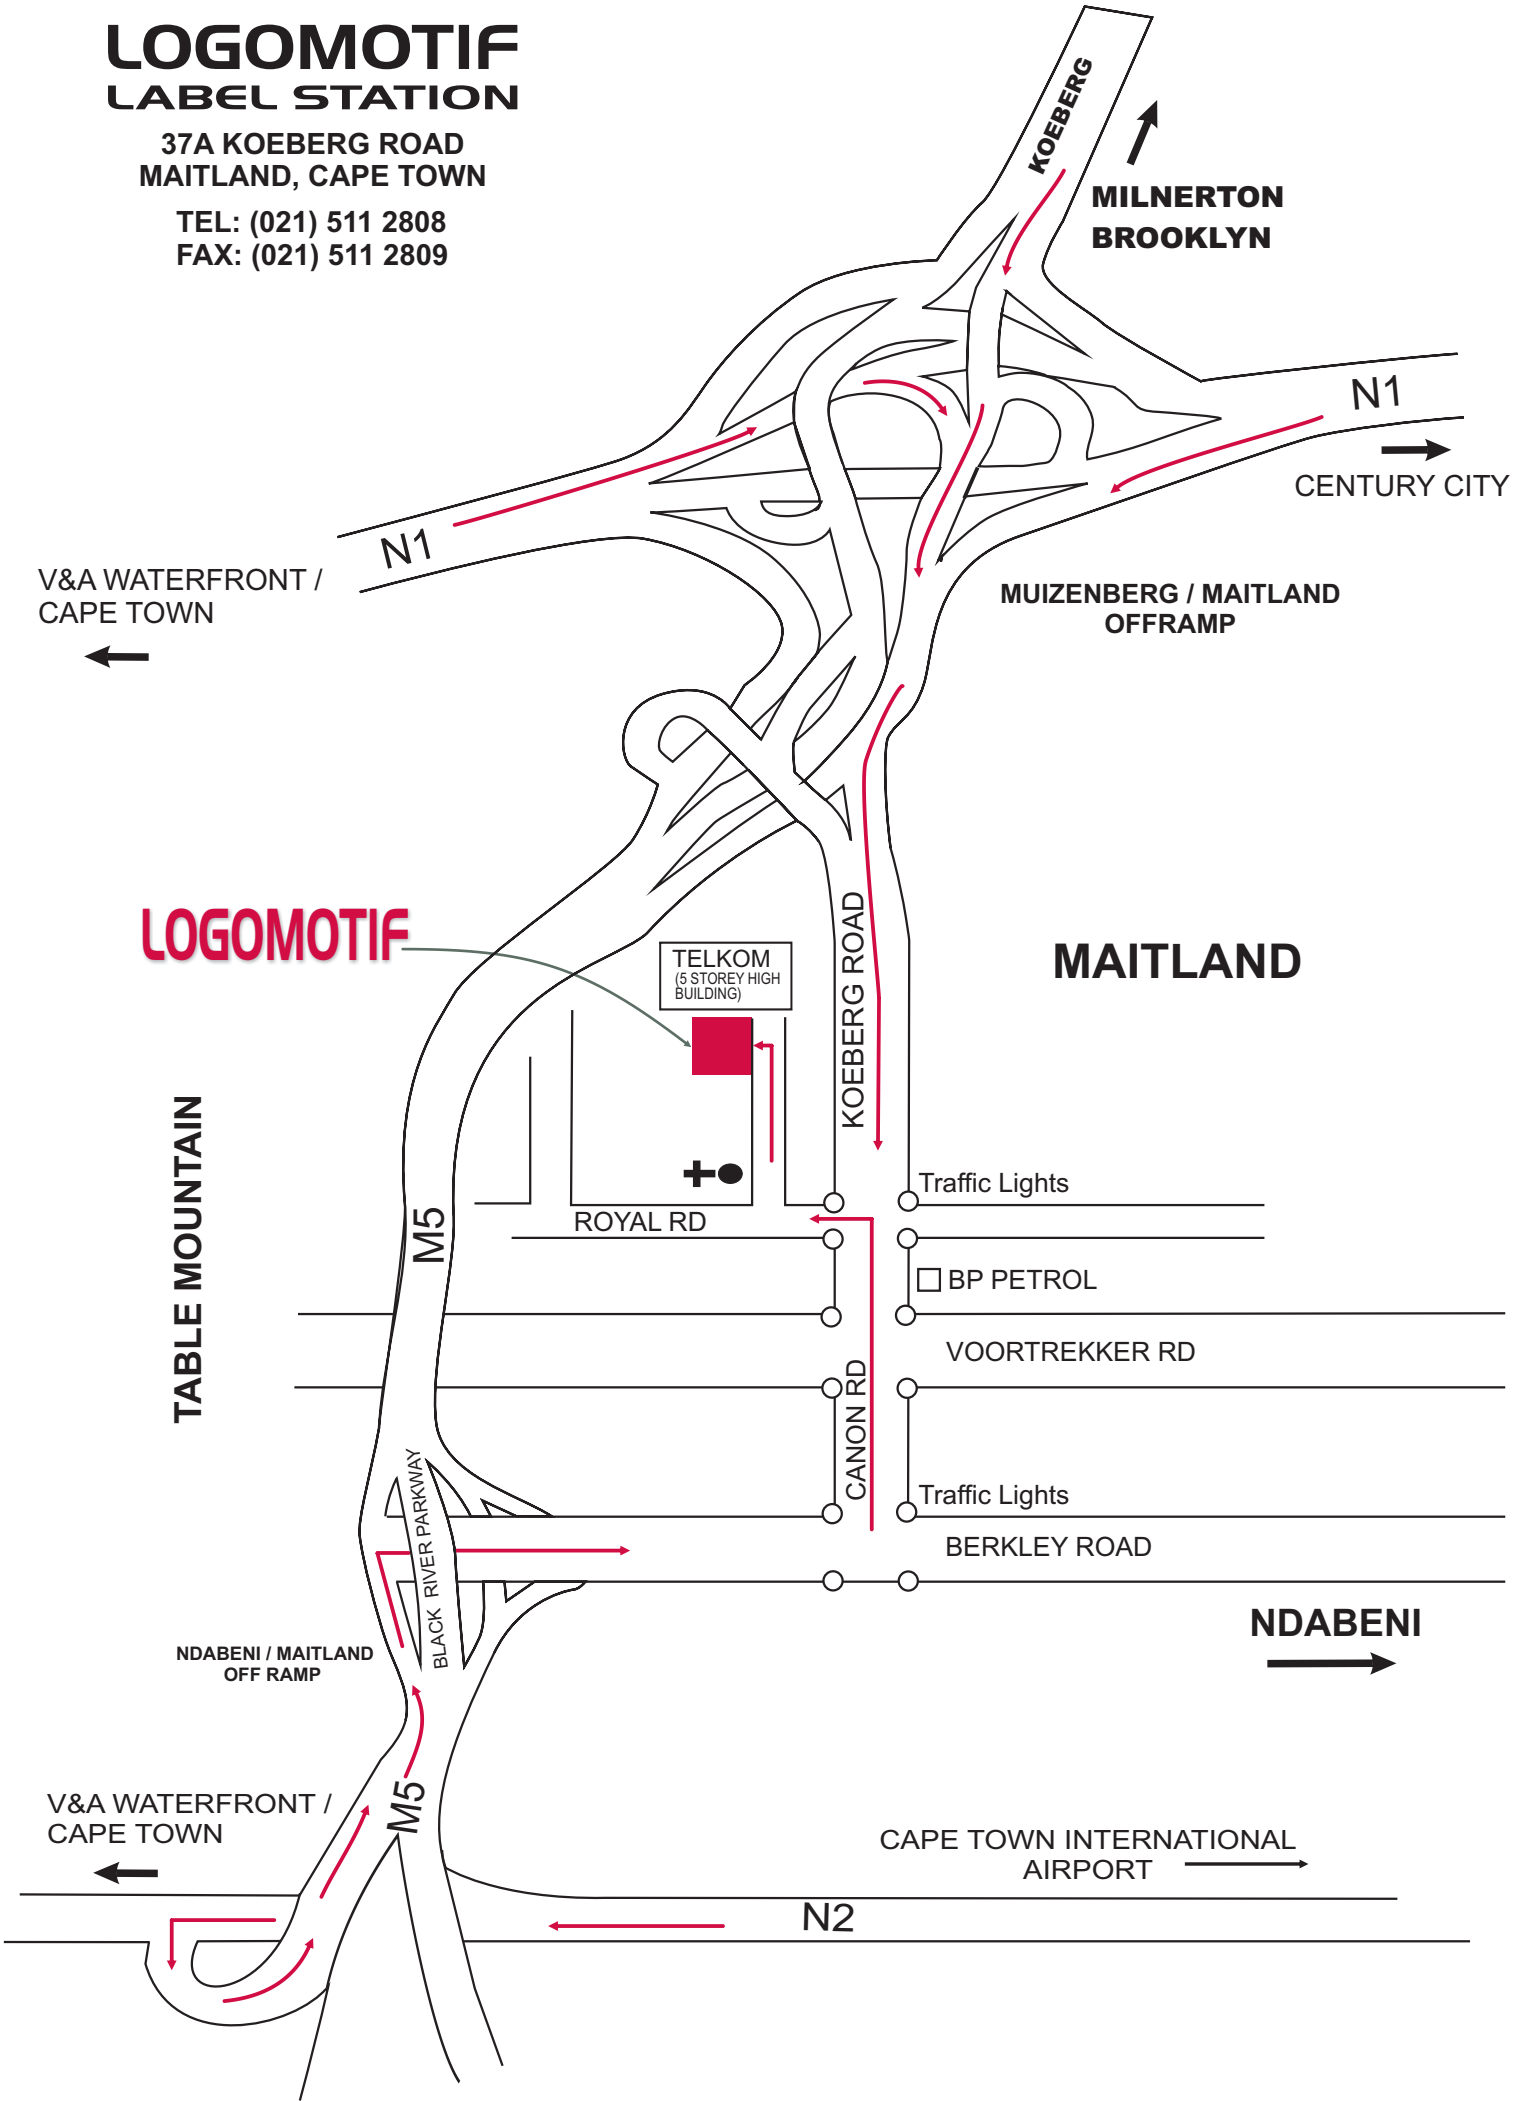 LOGOMOTIF
LABEL STATION
37A KOEBERG ROAD
MAITLAND, CAPE TOWN
TEL: (021) 511 2808
FAX: (021) 511 2809
KOEBERG
MILNERTON
BROOKLYN
N1
CENTURY CITY
N1
V&A WATERFRONT /
CAPE TOWN
MUIZENBERG / MAITLAND
OFFRAMP
LOGOMOTIF
TELKOM
(5 STOREY HIGH
BUILDING)
KOEBERG ROAD
MAITLAND
TABLE MOUNTAIN
M5
Traffic Lights
ROYAL RD
BP PETROL
VOORTREKKER RD
CANON RD
BLACK RIVER PARKWAY
Traffic Lights
BERKLEY ROAD
NDABENI
NDABENI / MAITLAND
OFF RAMP
M5
V&A WATERFRONT /
CAPE TOWN
CAPE TOWN INTERNATIONAL
AIRPORT
N2